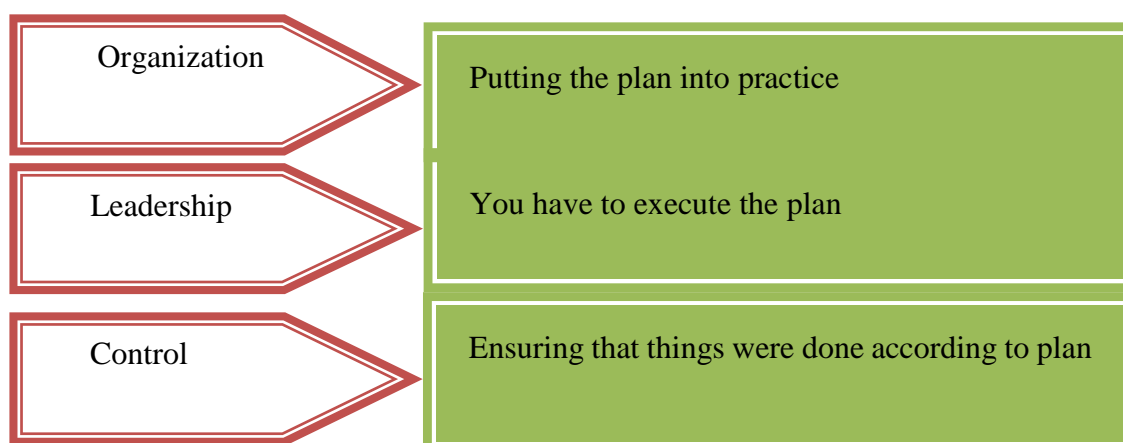 Organization
Putting the plan into practice
Leadership
You have to execute the plan
Control
Ensuring that things were done according to plan